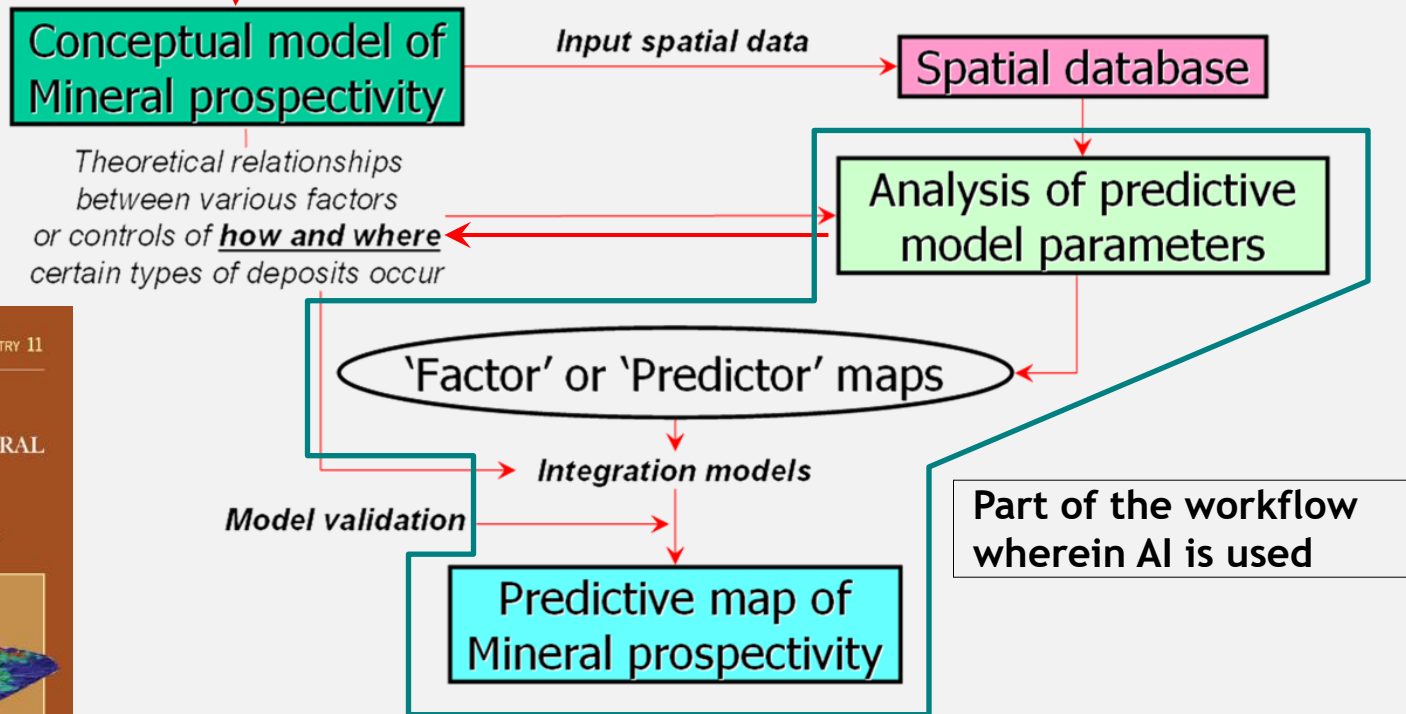 Conceptual model of
Mineral prospectivity
Input spatial data
Spatial database
Theoretical relationships
between various factors
or controls of how and where
certain types of deposits occur
Analysis of predictive
model parameters
‘Factor’ or ‘Predictor’ maps
Integration models
Model validation
Predictive map of
Mineral prospectivity
Part of the workflow
wherein AI is used
TRY 11
RAL